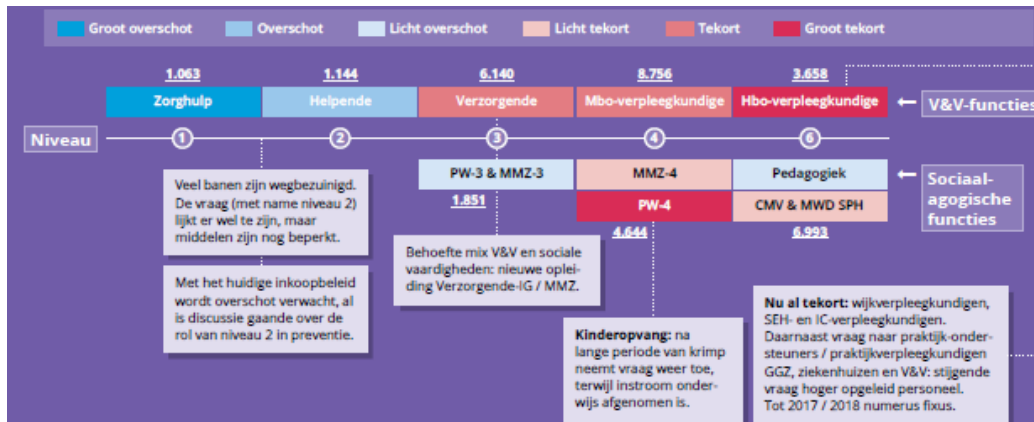 Groot overschot Overschot Licht overschot Licht tekort Tekort Groot tekort
1.063 1.144 6.140 8.756 3.658
Zorghulp Helpende Verzorgende Mbo-verpleegkundige Hbo-verpleegkundige V&V-functies
Niveau 1 2 3 4 6
PW-3 & MMZ-3 MMZ-4 Pedagogiek
PW-4 CMV & MWD SPH
1.851 4.644 6.993
Sociaal-
agogische
functies
Veel banen zijn wegbezuinigd.
De vraag (met name niveau 2)
lijkt er wel te zijn, maar
middelen zijn nog beperkt.
Met het huidige inkoopbeleid
wordt overschot verwacht, al
is discussie gaande over de
rol van niveau 2 in preventie.
Behoefte mix V&V en sociale
vaardigheden: nieuwe oplei-
ding Verzorgende-IG / MMZ.
Kinderopvang: na
lange periode van krimp
neemt vraag weer toe,
terwijl instroom onder-
wijs afgenomen is.
Nu al tekort: wijkverpleegkundigen,
SEH- en IC-verpleegkundigen.
Daarnaast vraag naar praktijk-onder-
steuners / praktijkverpleegkundigen
GGZ, ziekenhuizen en V&V: stijgende
vraag hoger opgeleid personeel.
Tot 2017 / 2018 numerus fixus.